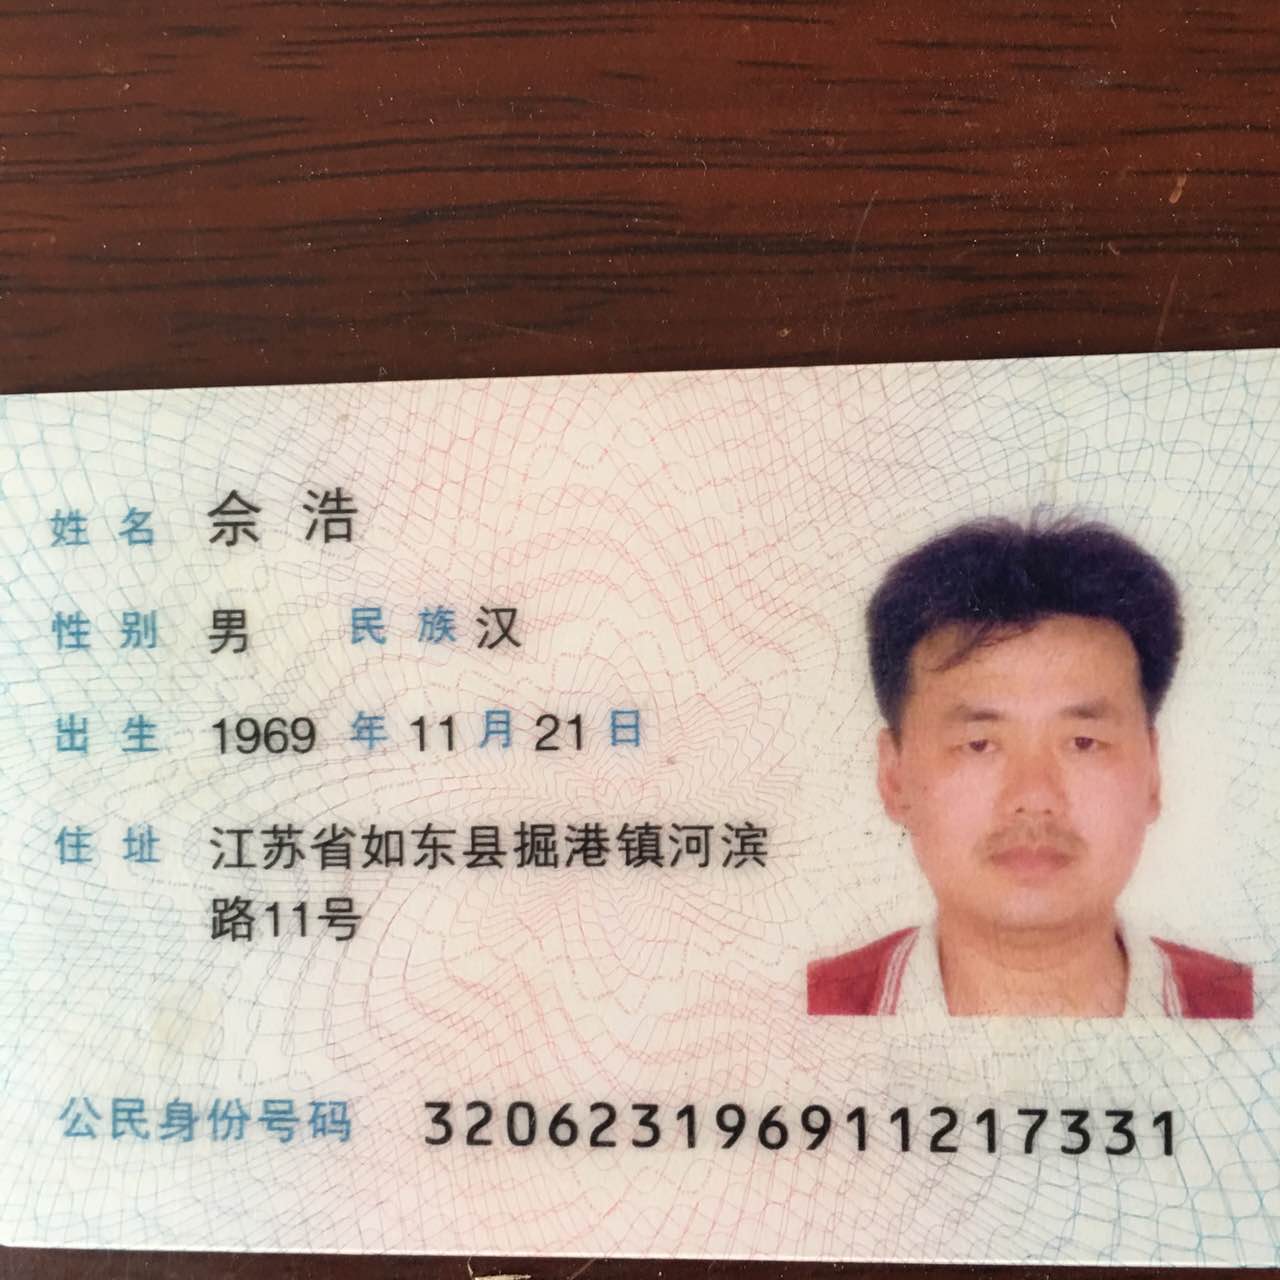 姓名 佘浩
性别 男 民族 汉
出生 1969 年 11 月 21 日
住址 江苏省如东县掘港镇河滨
路11号
公民身份号码 320623196911217331